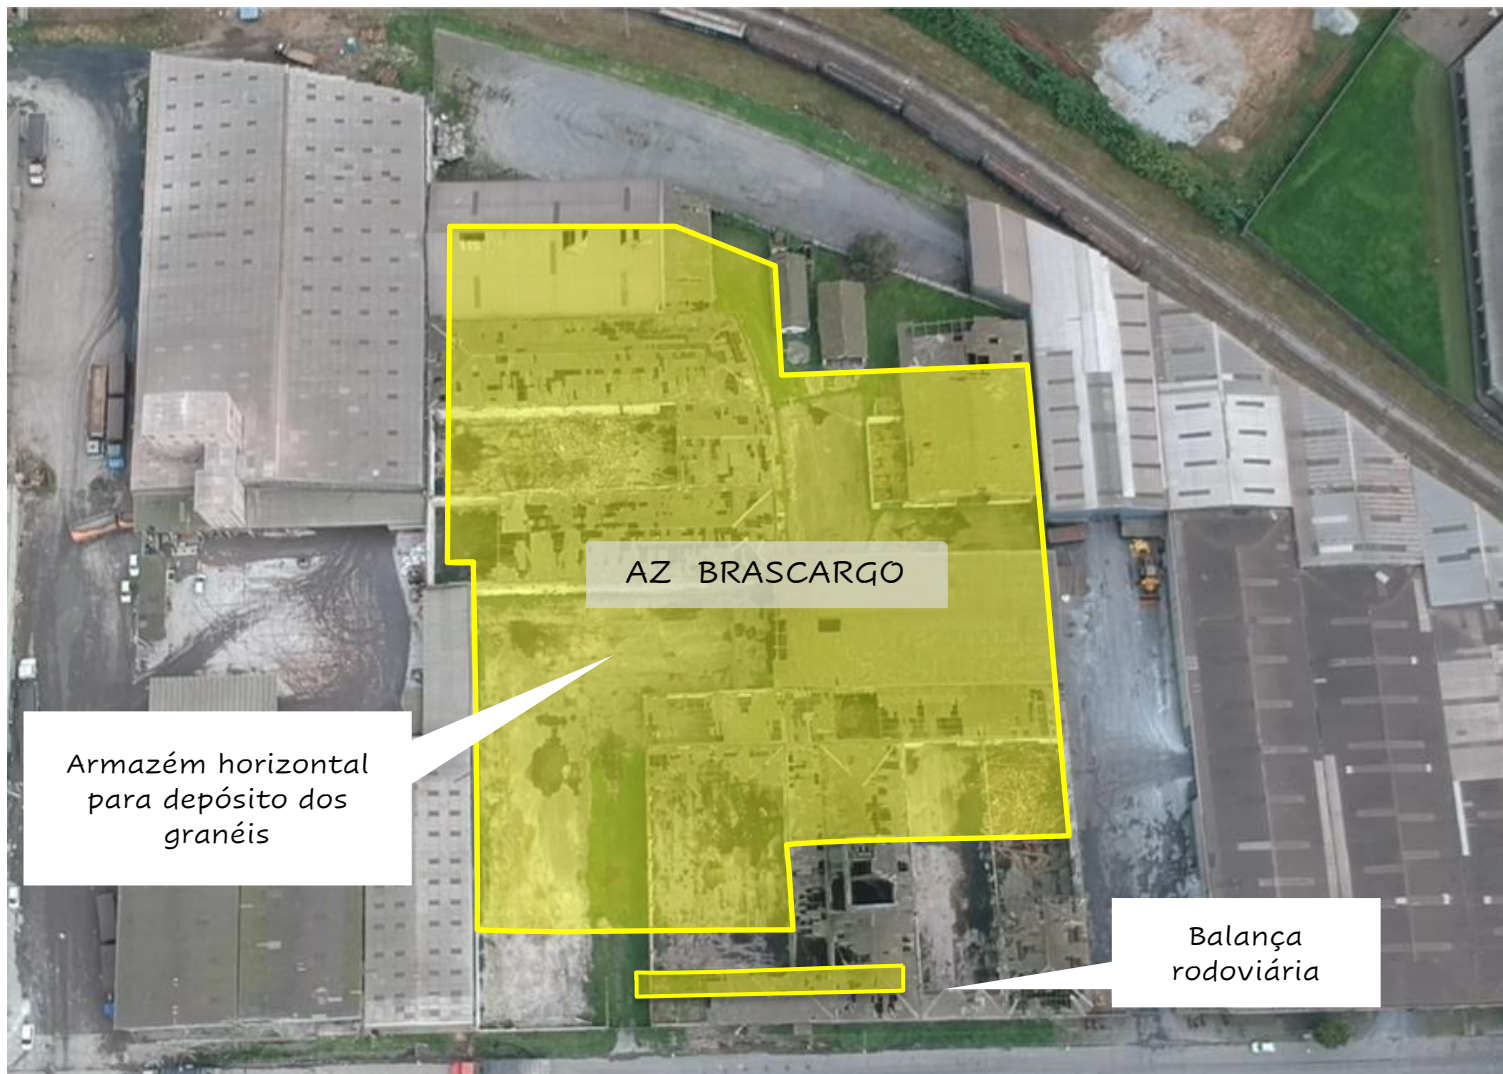 AZ BRASCARGO
Armazém horizontal
para depósito dos
granéis
Balança
rodoviária